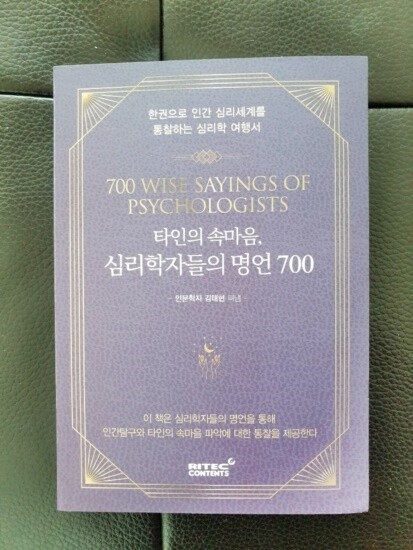 한권으로 인간 심리세계를
통찰하는 심리학 여행서
700 WISE SAYINGS OF
PSYCHOLOGISTS
타인의 속마음,
심리학자들의 명언 700
- 인문학자 김태현 엮음 -
이 책은 심리학자들의 명언을 통해
인간탐구와 타인의 속마음 파악에 대한 통찰을 제공한다
RITEC
CONTENTS